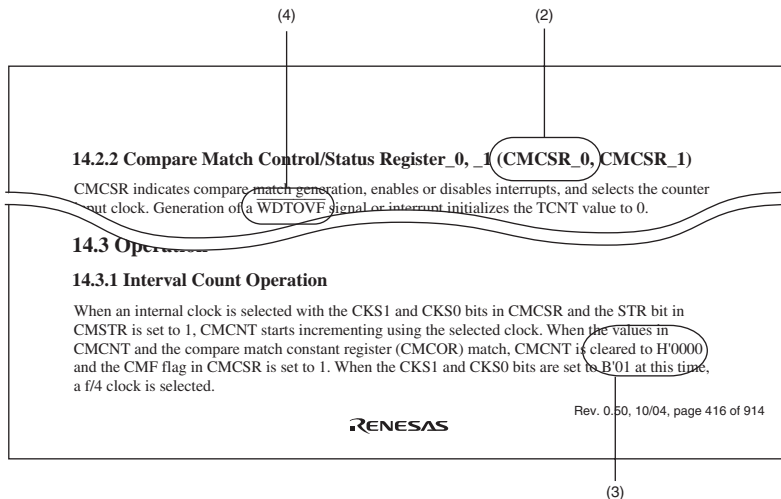 (4)
(2)
14.2.2 Compare Match Control/Status Register_0, _1 (CMCSR_0, CMCSR_1)
CMCSR indicates compare match generation, enables or disables interrupts, and selects the counter
input clock. Generation of a WDTOVF signal or interrupt initializes the TCNT value to 0.
14.3 Operation
14.3.1 Interval Count Operation
When an internal clock is selected with the CKS1 and CKS0 bits in CMCSR and the STR bit in
CMSTR is set to 1, CMCNT starts incrementing using the selected clock. When the values in
CMCNT and the compare match constant register (CMCOR) match, CMCNT is cleared to H'0000
and the CMF flag in CMCSR is set to 1. When the CKS1 and CKS0 bits are set to B'01 at this time,
a f/4 clock is selected.
Rev. 0.50, 10/04, page 416 of 914
RENESAS
(3)